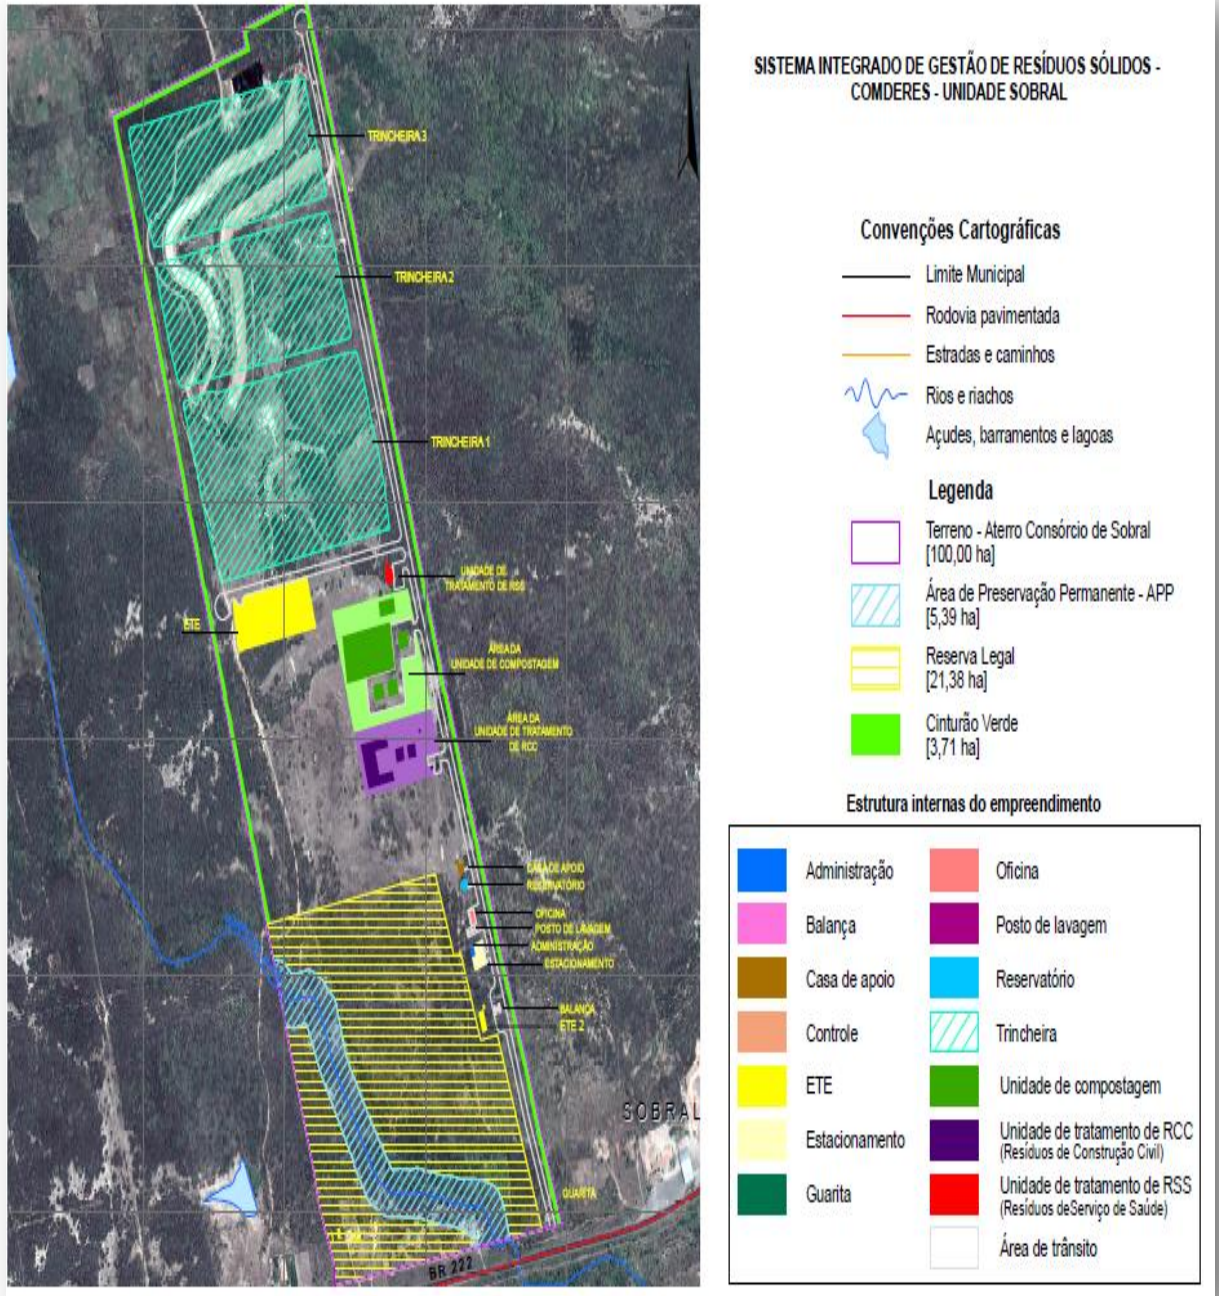 SISTEMA INTEGRADO DE GESTÃO DE RESÍDUOS SÓLIDOS -
COMDERES - UNIDADE SOBRAL
TRINCHEIRA 3
TRINCHEIRA 2
TRINCHEIRA 1
UNIDADE DE
TRATAMENTO DE RSS
ETE
ÁREA DA
UNIDADE DE COMPOSTAGEM
ÁREA DA
UNIDADE DE TRATAMENTO
DE RCC
CASA DE APOIO
RESERVATÓRIO
OFICINA
POSTO DE LAVAGEM
ADMINISTRAÇÃO
ESTACIONAMENTO
BALANÇA
ETE 2
SOBRAL
GUARITA
BR 222
Convenções Cartográficas
Limite Municipal
Rodovia pavimentada
Estradas e caminhos
Rios e riachos
Açudes, barramentos e lagoas
Legenda
Terreno - Aterro Consórcio de Sobral
[100,00 ha]
Área de Preservação Permanente - APP
[5,39 ha]
Reserva Legal
[21,38 ha]
Cinturão Verde
[3,71 ha]
Estrutura internas do empreendimento
Administração
Balança
Casa de apoio
Controle
ETE
Estacionamento
Guarita
Oficina
Posto de lavagem
Reservatório
Trincheira
Unidade de compostagem
Unidade de tratamento de RCC
(Resíduos de Construção Civil)
Unidade de tratamento de RSS
(Resíduos deServiço de Saúde)
Área de trânsito